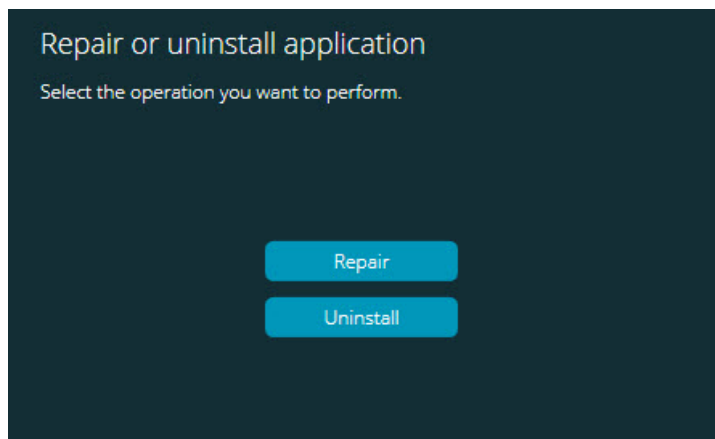 Repair or uninstall application
Select the operation you want to perform.
Repair
Uninstall